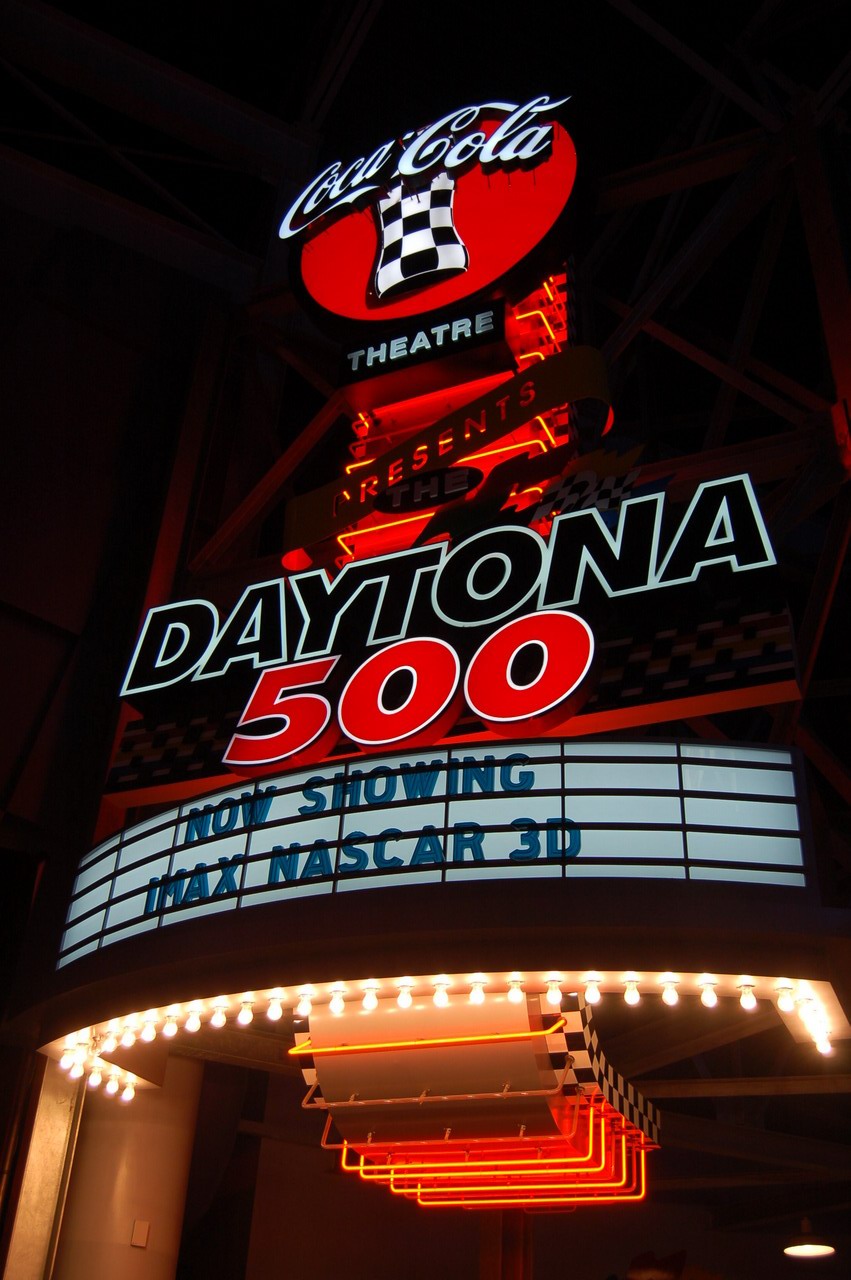 Coca-Cola
THEATRE
PRESENTS
THE
DAYTONA
500
NOW SHOWING
IMAX NASCAR 3D